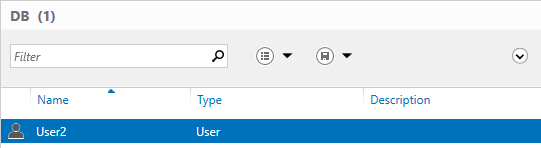 DB (1)
Filter
Name Type Description
User2 User